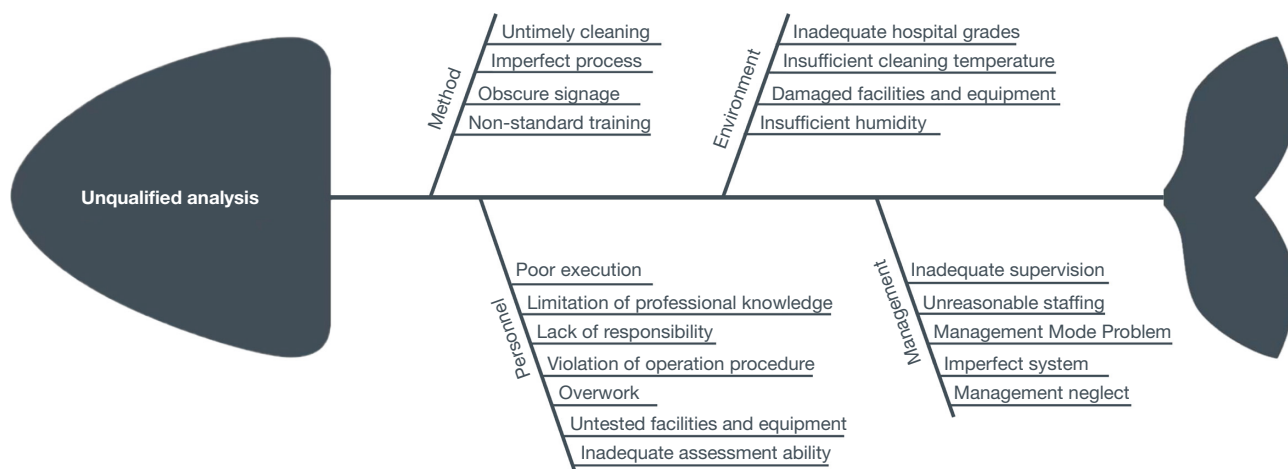 Unqualified analysis
Method
Untimely cleaning
Imperfect process
Obscure signage
Non-standard training
Environment
Inadequate hospital grades
Insufficient cleaning temperature
Damaged facilities and equipment
Insufficient humidity
Personnel
Poor execution
Limitation of professional knowledge
Lack of responsibility
Violation of operation procedure
Overwork
Untested facilities and equipment
Inadequate assessment ability
Management
Inadequate supervision
Unreasonable staffing
Management Mode Problem
Imperfect system
Management neglect